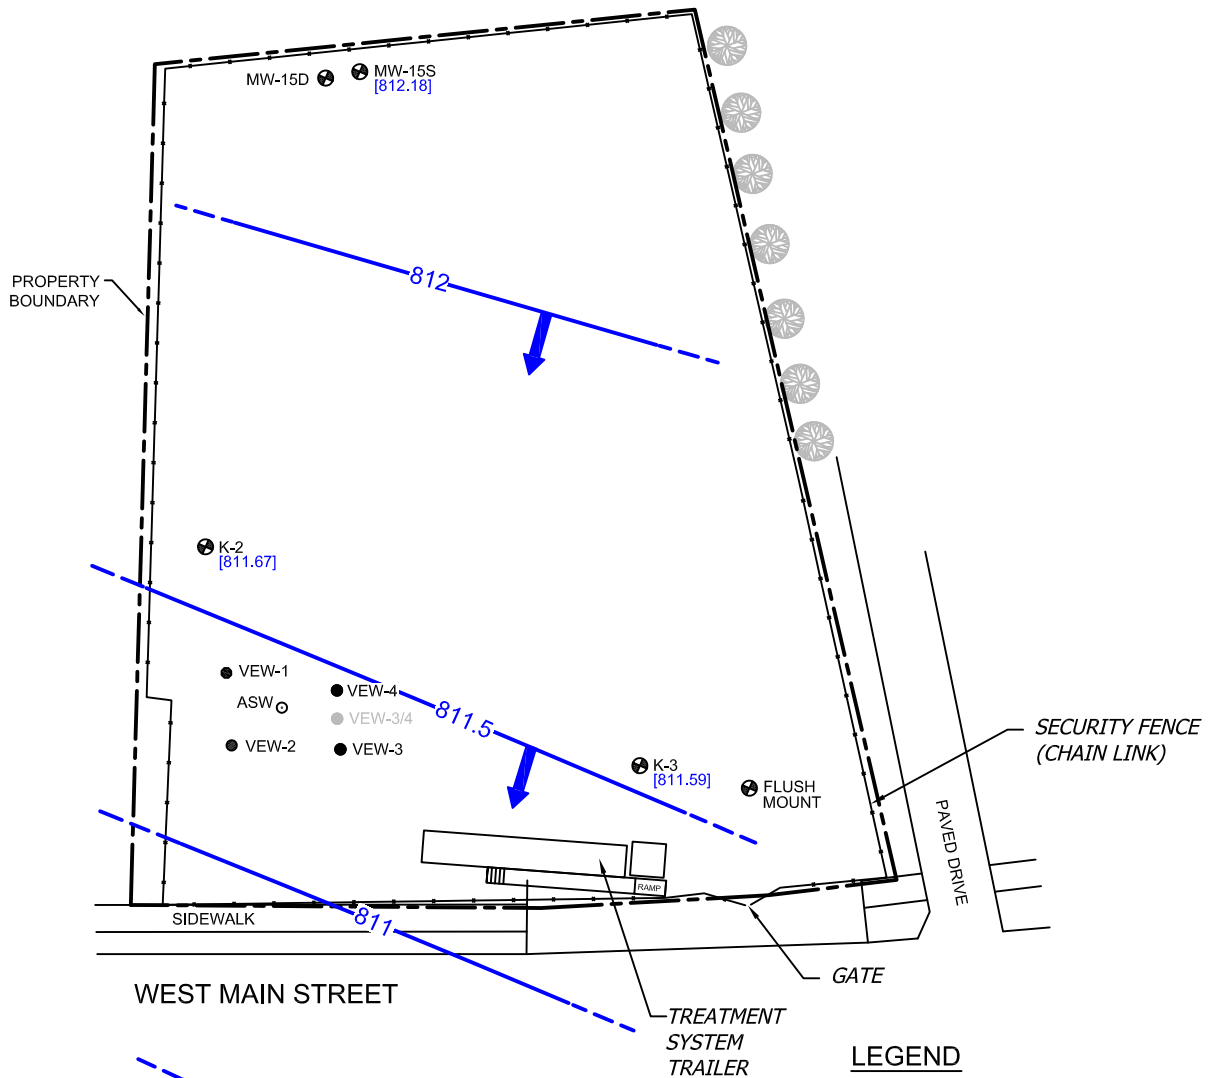 MW-15D
MW-15S
[812.18]
PROPERTY
BOUNDARY
812
K-2
[811.67]
VEW-1
ASW
VEW-4
VEW-3/4
VEW-2
VEW-3
811.5
K-3
[811.59]
FLUSH
MOUNT
SECURITY FENCE
(CHAIN LINK)
PAVED DRIVE
RAMP
SIDEWALK
811
GATE
WEST MAIN STREET
TREATMENT
SYSTEM
TRAILER
LEGEND